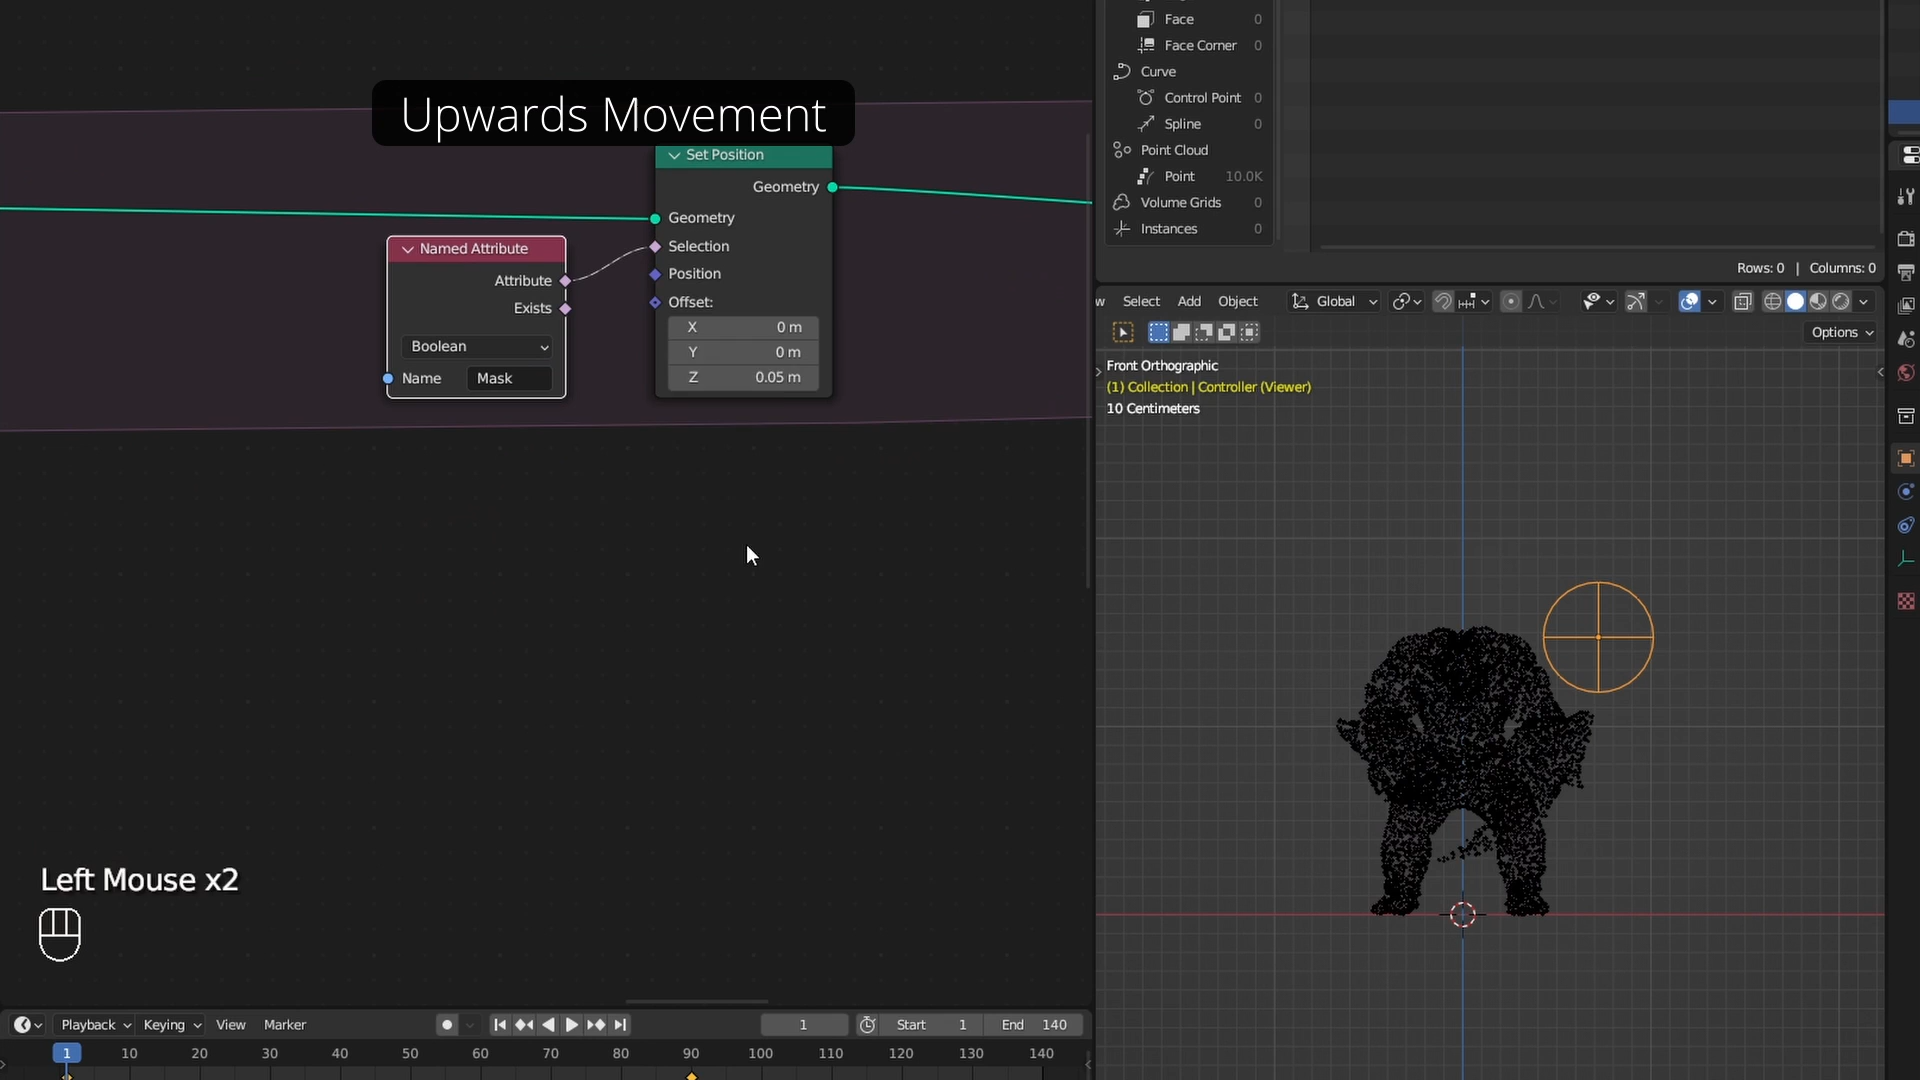 Upwards Movement
Set Position
Geometry
Geometry
Selection
Position
Offset:
X 0 m
Y 0 m
Z 0.05 m
Named Attribute
Attribute
Exists
Boolean
Name Mask
Left Mouse x2
Playback Keying View Marker 1 Start 1 End 140
1 10 20 30 40 50 60 70 80 90 100 110 120 130 140
Face 0
Face Corner 0
Curve
Control Point 0
Spline 0
Point Cloud
Point 10.0K
Volume Grids 0
Instances 0
Rows: 0 | Columns: 0
w Select Add Object Global
Options
Front Orthographic
(1) Collection | Controller (Viewer)
10 Centimeters